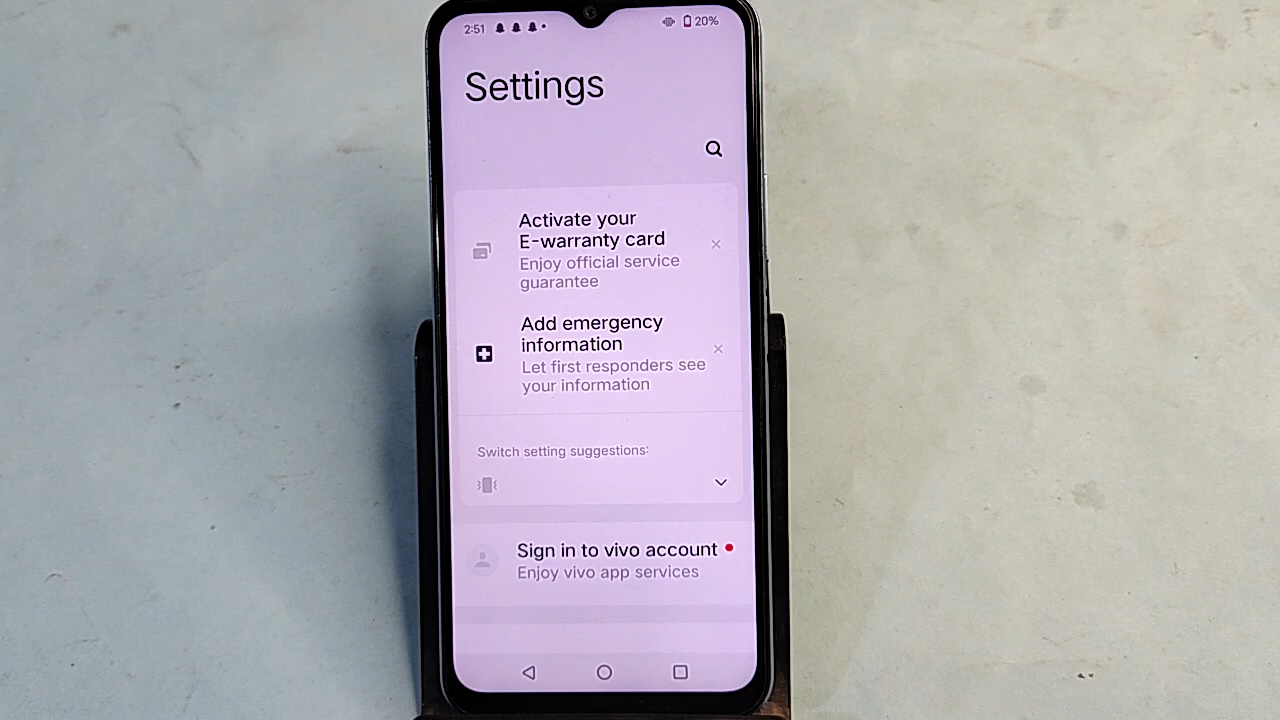 2:51
20%
Settings
Activate your
E-warranty card
Enjoy official service
guarantee
Add emergency
information
Let first responders see
your information
Switch setting suggestions:
Sign in to vivo account
Enjoy vivo app services